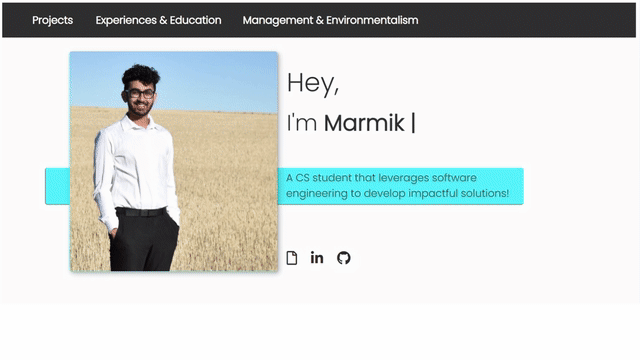 Projects Experiences & Education Management & Environmentalism
Hey,
I'm Marmik |
A CS student that leverages software
engineering to develop impactful solutions!